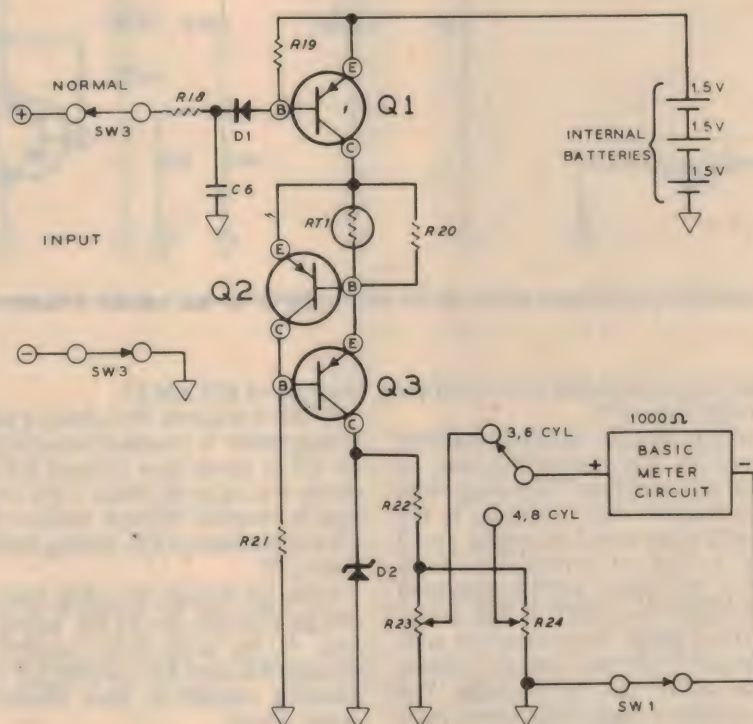 R19
E
1.5V
NORMAL
R18
Q1
B
+
SW3
D1
C
INTERNAL
BATTERIES
1.5V
1.5V
C6
RT1
R20
INPUT
E
Q2
B
C
E
−
SW3
B
Q3
C
3,6 CYL
1000Ω
+
BASIC
METER
CIRCUIT
−
R22
4,8 CYL
R21
D2
R23
R24
SW1